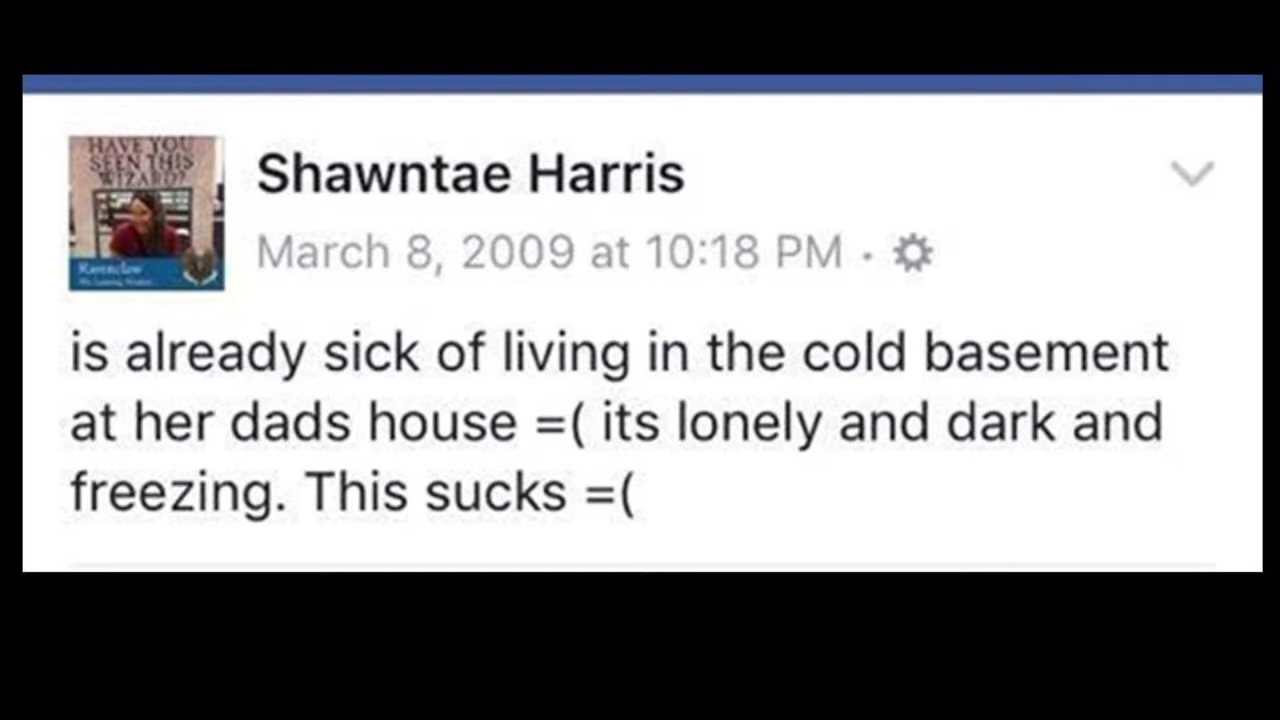 HAVE YOU
SEEN THIS
WIZARD?
Ravenclaw
Shawntae Harris
March 8, 2009 at 10:18 PM ·
is already sick of living in the cold basement
at her dads house =( its lonely and dark and
freezing. This sucks =(